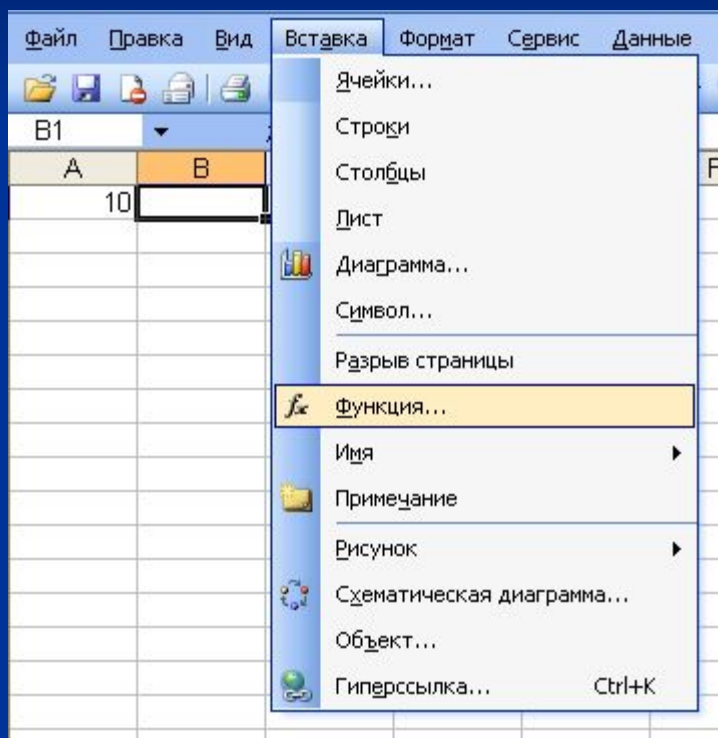 Файл Правка Вид Вставка Формат Сервис Данные
B1
A B F
10
Ячейки...
Строки
Столбцы
Лист
Диаграмма...
Символ...
Разрыв страницы
fx Функция...
Имя
Примечание
Рисунок
Схематическая диаграмма...
Объект...
Гиперссылка... Ctrl+K